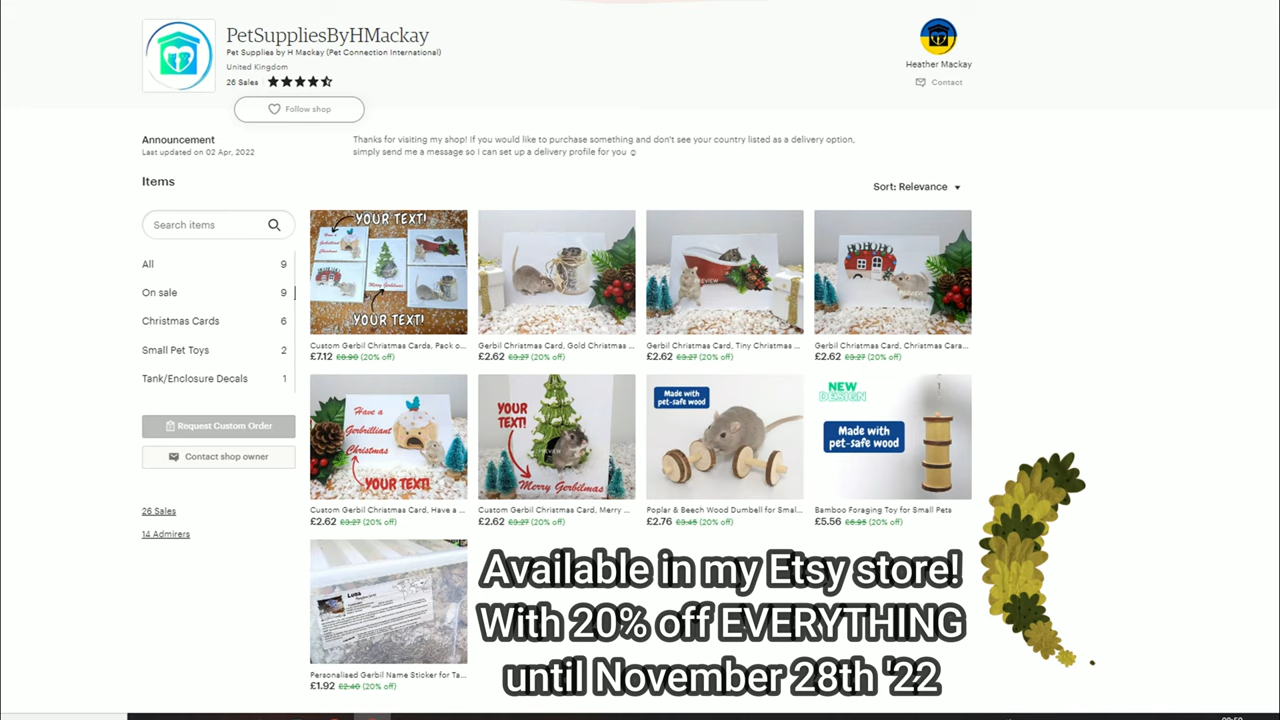 PetSuppliesByHMackay
Pet Supplies by H Mackay (Pet Connection International)
United Kingdom
26 Sales
Follow shop
Heather Mackay
Contact
Announcement
Last updated on 02 Apr, 2022
Thanks for visiting my shop! If you would like to purchase something and don't see your country listed as a delivery option,
simply send me a message so I can set up a delivery profile for you ☺
Items
Sort: Relevance
Search items
All 9
On sale 9
Christmas Cards 6
Small Pet Toys 2
Tank/Enclosure Decals 1
Request Custom Order
Contact shop owner
26 Sales
14 Admirers
YOUR TEXT!
Have a
Gerbrilliant
Christmas
Merry Gerbilmas
YOUR TEXT!
Custom Gerbil Christmas Cards, Pack o...
£7.12 £8.90 (20% off)
Gerbil Christmas Card, Gold Christmas ...
£2.62 £3.27 (20% off)
PREVIEW
Gerbil Christmas Card, Tiny Christmas ...
£2.62 £3.27 (20% off)
HOHOHO
PREVIEW
Gerbil Christmas Card, Christmas Cara...
£2.62 £3.27 (20% off)
Have a
Gerbrilliant
Christmas
YOUR TEXT!
Custom Gerbil Christmas Card, Have a ...
£2.62 £3.27 (20% off)
YOUR
TEXT!
PREVIEW
Merry Gerbilmas
Custom Gerbil Christmas Card, Merry ...
£2.62 £3.27 (20% off)
Made with
pet-safe wood
Poplar & Beech Wood Dumbell for Smal...
£2.76 £3.45 (20% off)
NEW
DESIGN
Made with
pet-safe wood
Bamboo Foraging Toy for Small Pets
£5.56 £6.95 (20% off)
Luna
Personalised Gerbil Name Sticker for Ta...
£1.92 £2.40 (20% off)
Available in my Etsy store!
With 20% off EVERYTHING
until November 28th '22